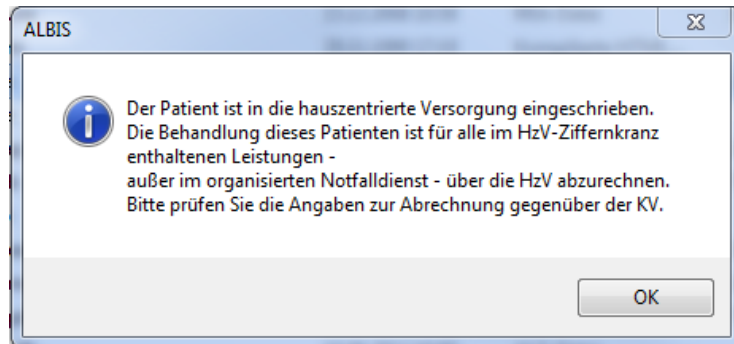 ALBIS
Der Patient ist in die hauszentrierte Versorgung eingeschrieben.
Die Behandlung dieses Patienten ist für alle im HzV-Ziffernkranz
enthaltenen Leistungen -
außer im organisierten Notfalldienst - über die HzV abzurechnen.
Bitte prüfen Sie die Angaben zur Abrechnung gegenüber der KV.
OK